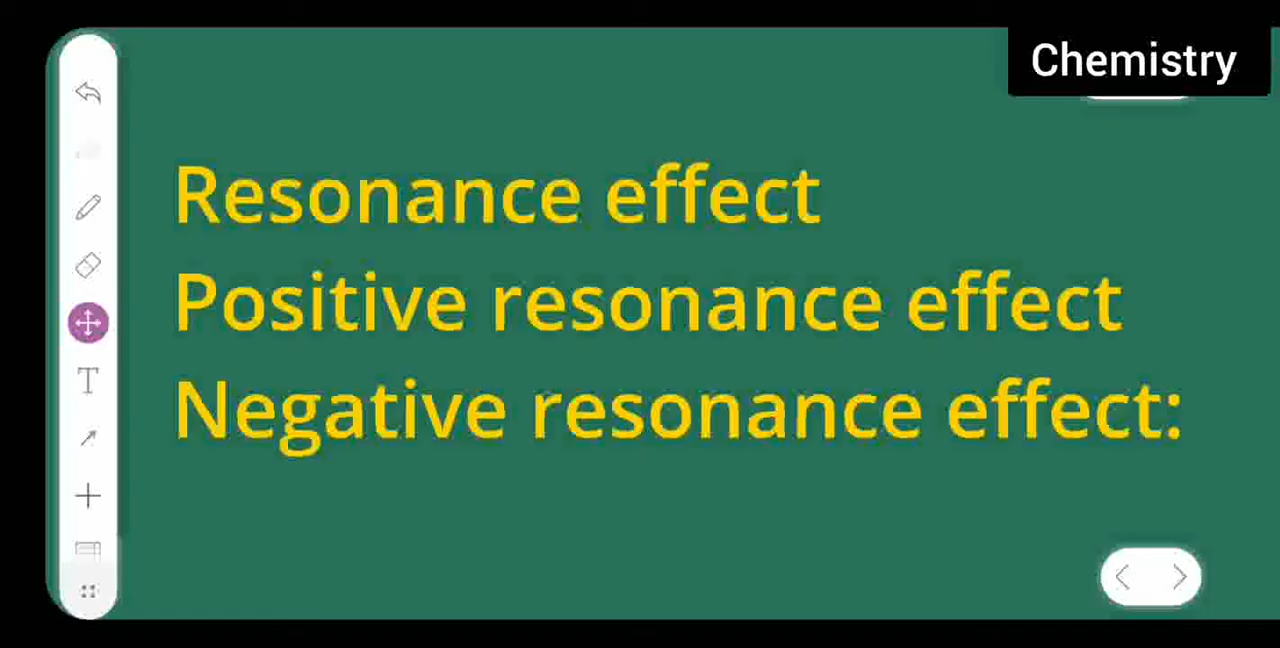 Chemistry
Resonance effect
Positive resonance effect
Negative resonance effect: